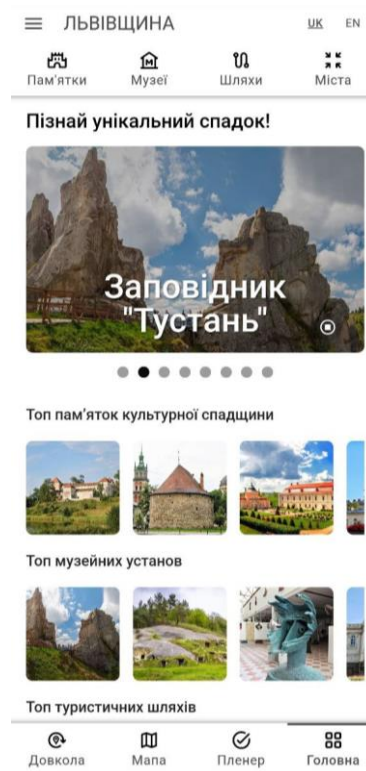 ЛЬВІВЩИНА
UK EN
Пам'ятки Музеї Шляхи Міста
Пізнай унікальний спадок!
Заповідник
"Тустань"
Топ пам'яток культурної спадщини
Топ музейних установ
Топ туристичних шляхів
Довкола Мапа Пленер Головна